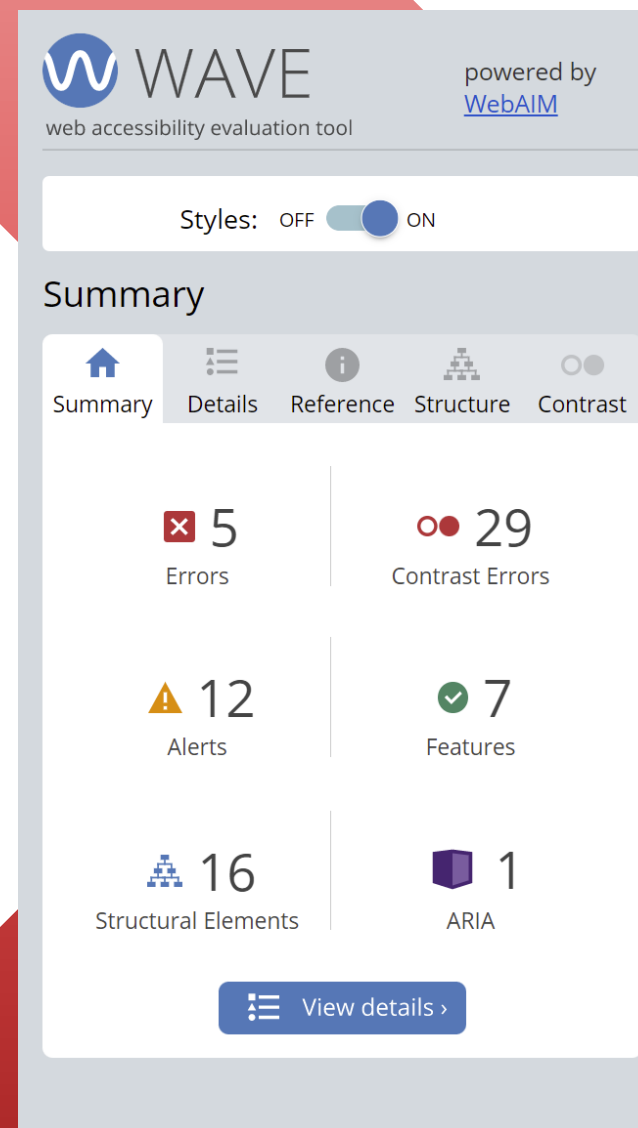 WAVE
powered by
WebAIM
web accessibility evaluation tool
Styles: OFF ON
Summary
Summary Details Reference Structure Contrast
5 29
Errors Contrast Errors
12 7
Alerts Features
16 1
Structural Elements ARIA
View details ›